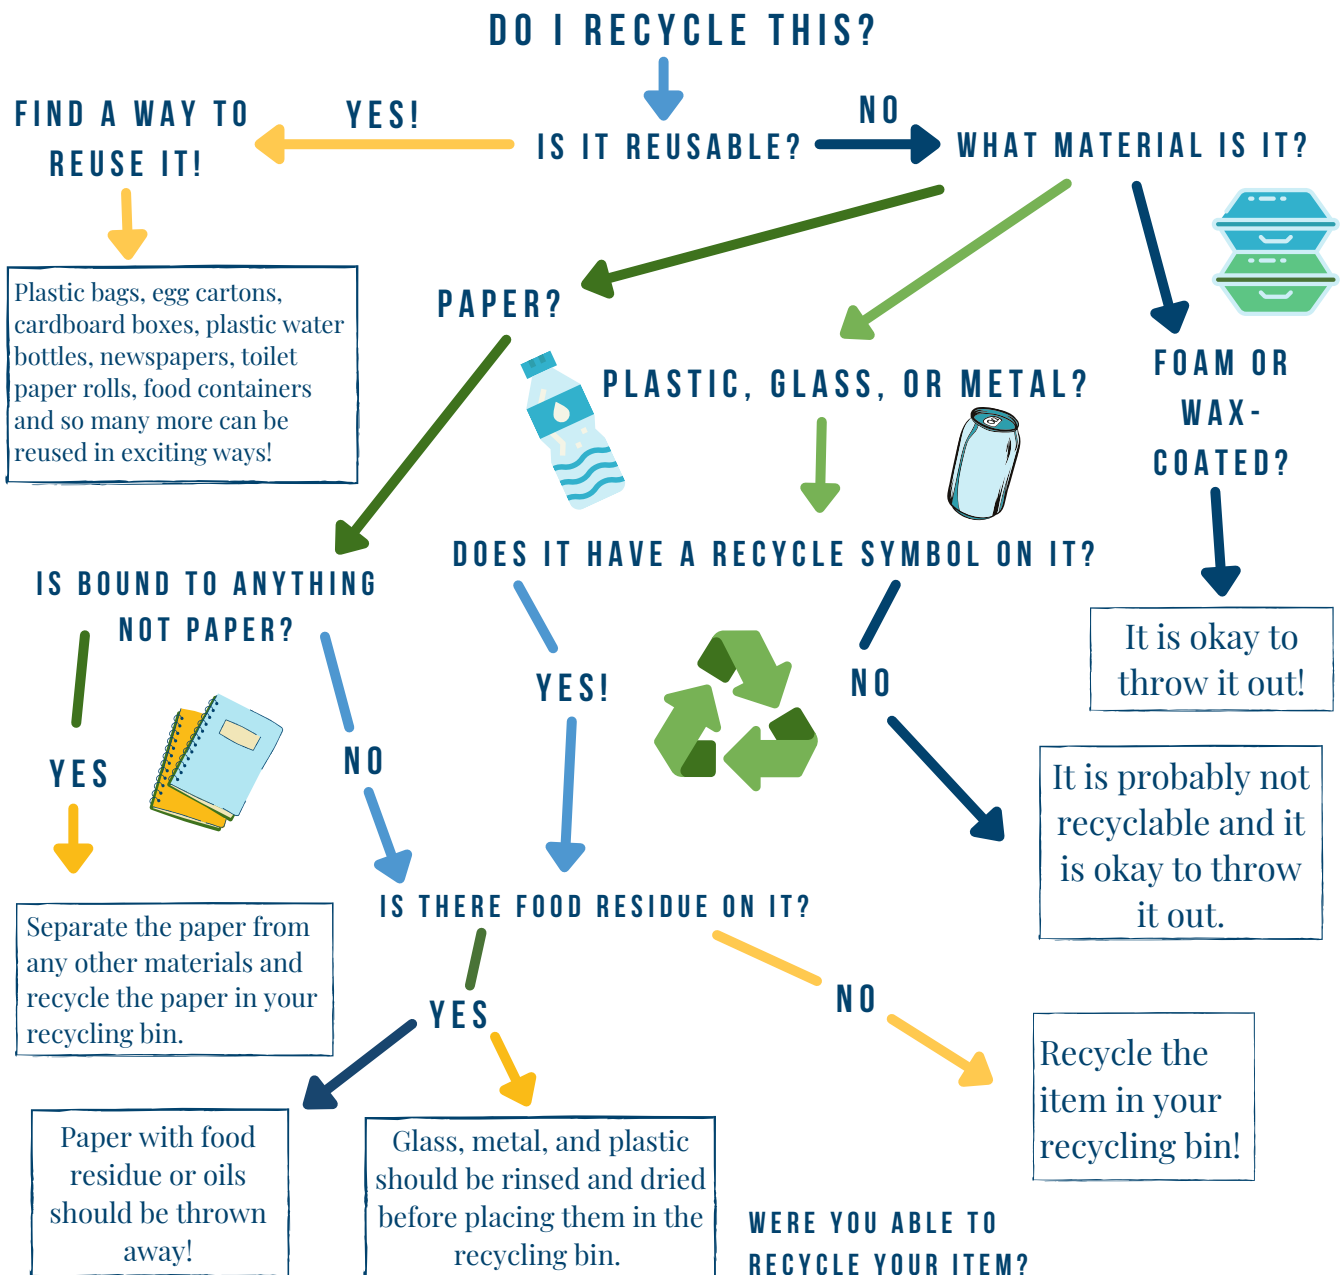 DO I RECYCLE THIS?
FIND A WAY TO
REUSE IT!
YES!
IS IT REUSABLE?
NO
WHAT MATERIAL IS IT?
Plastic bags, egg cartons,
cardboard boxes, plastic water
bottles, newspapers, toilet
paper rolls, food containers
and so many more can be
reused in exciting ways!
PAPER?
PLASTIC, GLASS, OR METAL?
FOAM OR
WAX-
COATED?
IS BOUND TO ANYTHING
NOT PAPER?
DOES IT HAVE A RECYCLE SYMBOL ON IT?
It is okay to
throw it out!
YES
NO
YES!
NO
It is probably not
recyclable and it
is okay to throw
it out.
Separate the paper from
any other materials and
recycle the paper in your
recycling bin.
IS THERE FOOD RESIDUE ON IT?
YES
NO
Recycle the
item in your
recycling bin!
Paper with food
residue or oils
should be thrown
away!
Glass, metal, and plastic
should be rinsed and dried
before placing them in the
recycling bin.
WERE YOU ABLE TO
RECYCLE YOUR ITEM?